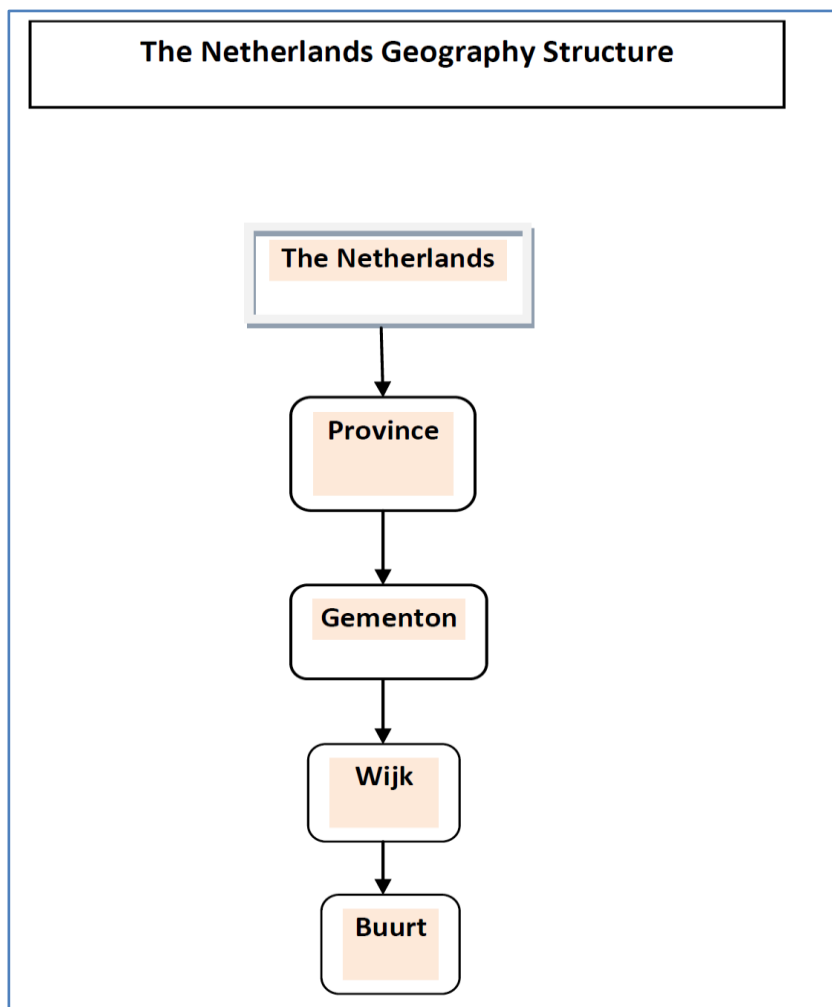 The Netherlands Geography Structure
The Netherlands
Province
Gementon
Wijk
Buurt